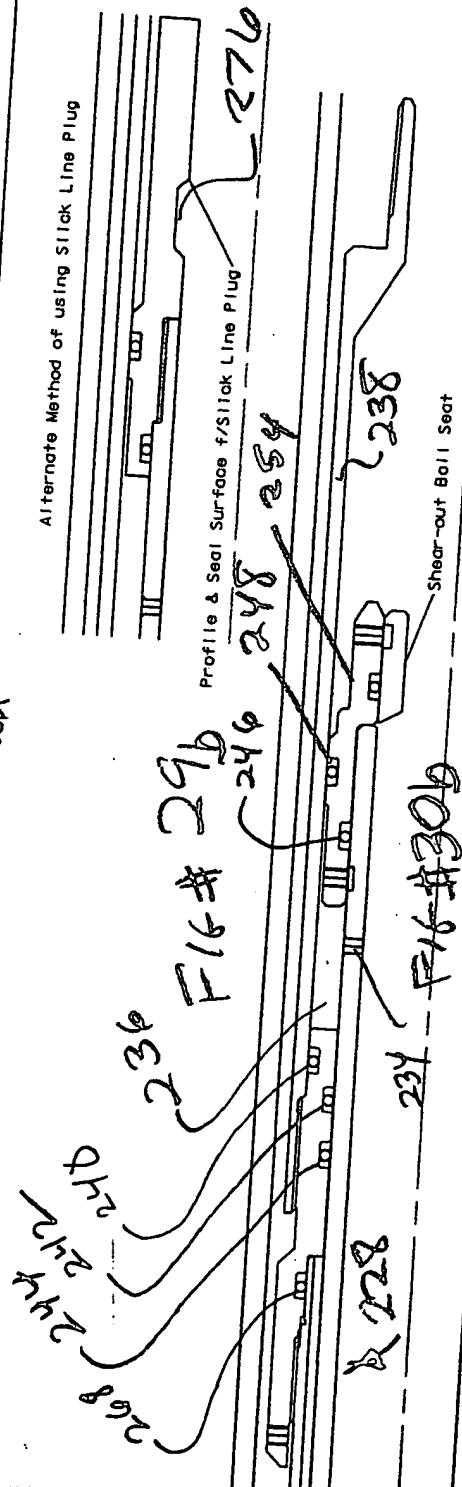 Alternate Method of using Slick Line Plug
276
Profile & Seal Surface f/Slick Line Plug
FIG# 29b
268
244
242
240
236
246
248
254
238
Shear-out Ball Seat
228
234
FIG#30b